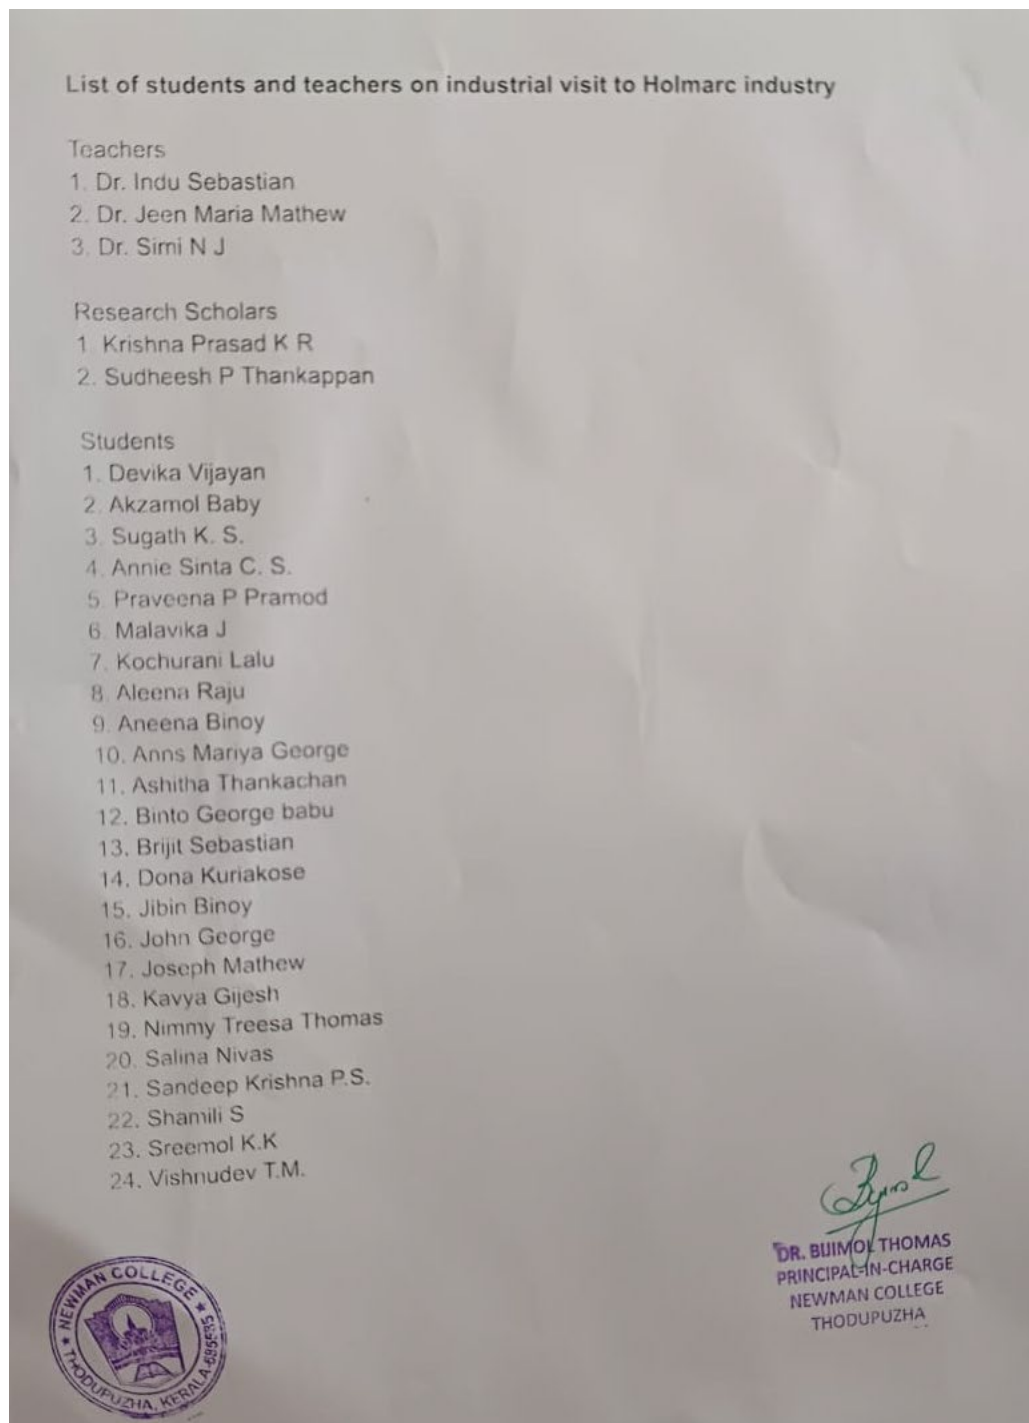 List of students and teachers on industrial visit to Holmarc industry
Teachers
1. Dr. Indu Sebastian
2. Dr. Jeen Maria Mathew
3. Dr. Simi N J
Research Scholars
1. Krishna Prasad K R
2. Sudheesh P Thankappan
Students
1. Devika Vijayan
2. Akzamol Baby
3. Sugath K. S.
4. Annie Sinta C. S.
5. Praveena P Pramod
6. Malavika J
7. Kochurani Lalu
8. Aleena Raju
9. Aneena Binoy
10. Anns Mariya George
11. Ashitha Thankachan
12. Binto George babu
13. Brijit Sebastian
14. Dona Kuriakose
15. Jibin Binoy
16. John George
17. Joseph Mathew
18. Kavya Gijesh
19. Nimmy Treesa Thomas
20. Salina Nivas
21. Sandeep Krishna P.S.
22. Shamili S
23. Sreemol K.K
24. Vishnudev T.M.
DR. BIJIMOL THOMAS
PRINCIPAL-IN-CHARGE
NEWMAN COLLEGE
THODUPUZHA
★ NEWMAN COLLEGE ★
THODUPUZHA, KERALA-685585